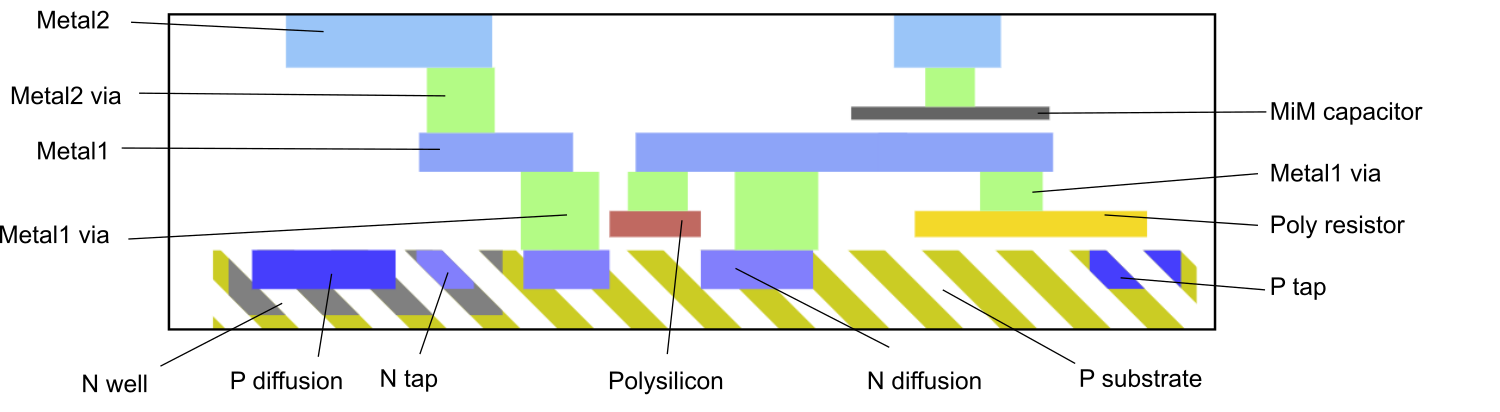 Metal2
Metal2 via
MiM capacitor
Metal1
Metal1 via
Metal1 via
Poly resistor
P tap
N well
P diffusion
N tap
Polysilicon
N diffusion
P substrate